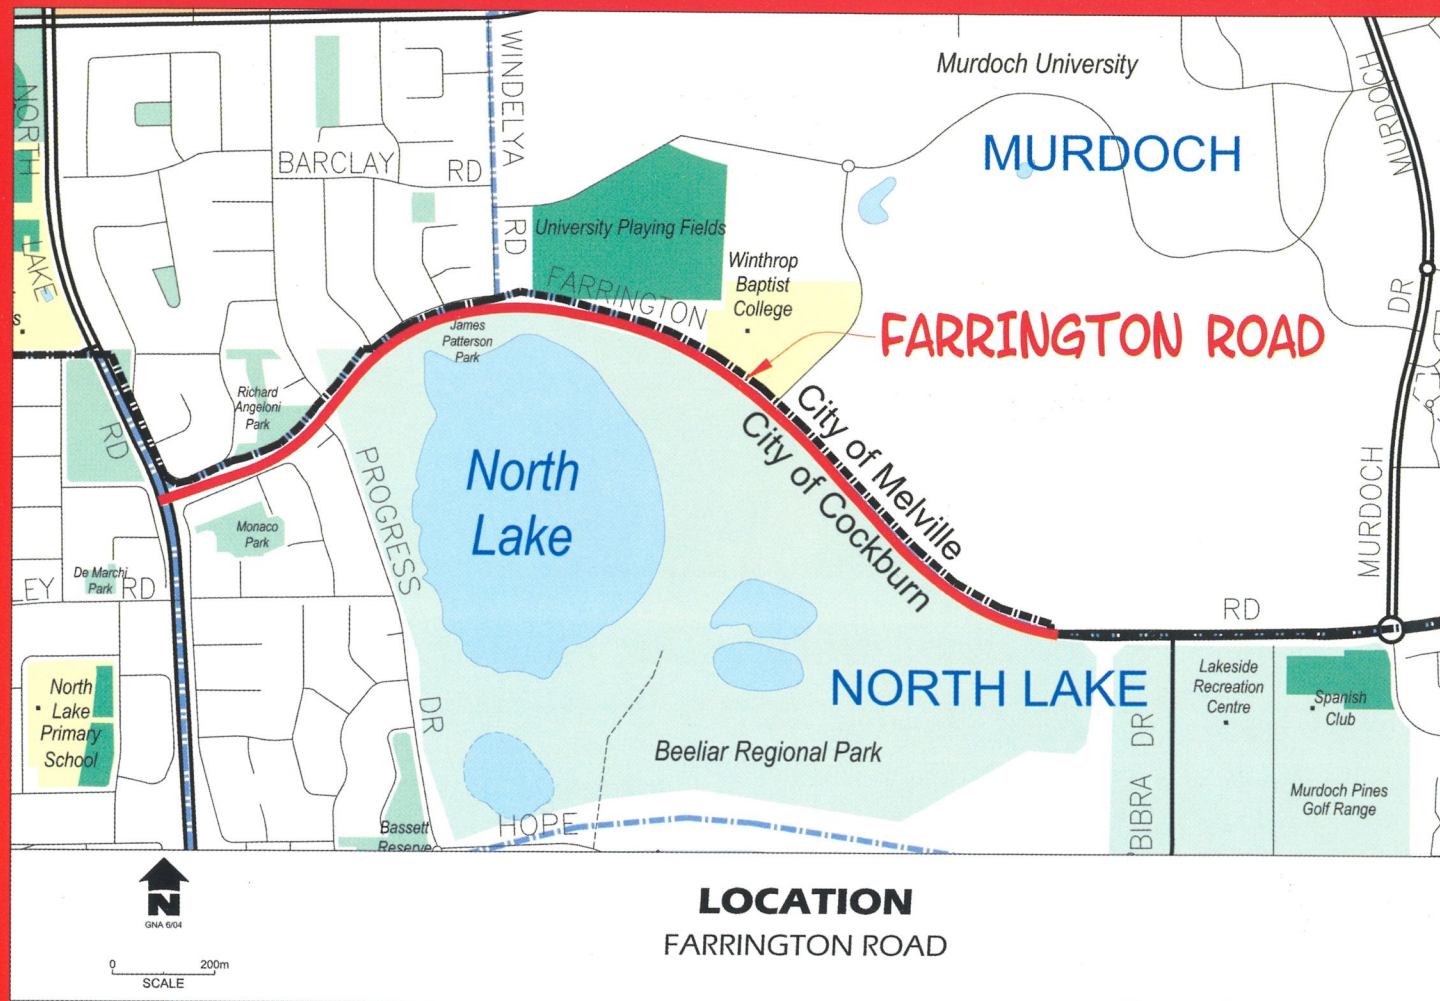 Murdoch University
MURDOCH
WINDELYA
RD
MURDOCH
DR
MURDOCH
NORTH
LAKE
RD
BARCLAY RD
University Playing Fields
Winthrop
Baptist
College
FARRINGTON
FARRINGTON ROAD
James
Patterson
Park
Richard
Angeloni
Park
City of Melville
City of Cockburn
North
Lake
PROGRESS
DR
Monaco
Park
De Marchi
Park
EY RD
RD
NORTH LAKE
Lakeside
Recreation
Centre
Spanish
Club
North
Lake
Primary
School
Beeliar Regional Park
BIBRA DR
Murdoch Pines
Golf Range
Bassett
Reserve
HOPE
s
N
GNA 6/04
0 200m
SCALE
LOCATION
FARRINGTON ROAD